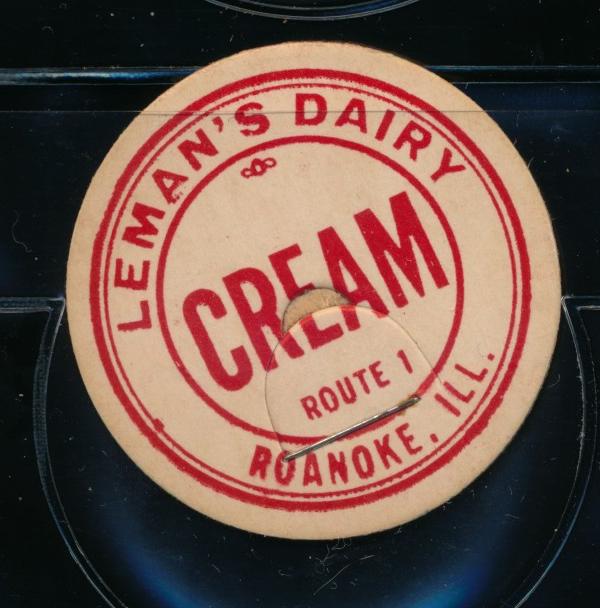 LEMAN'S DAIRY
CREAM
ROUTE 1
ROANOKE, ILL.